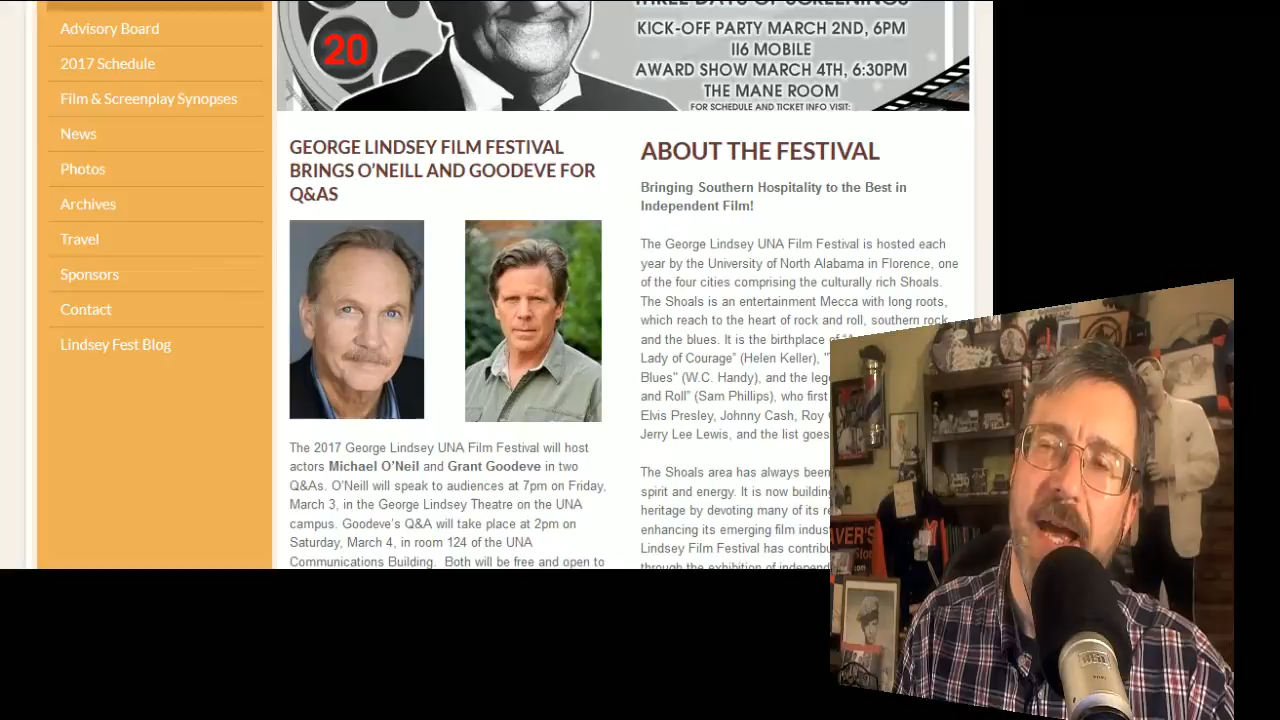 Advisory Board
2017 Schedule
Film & Screenplay Synopses
News
Photos
Archives
Travel
Sponsors
Contact
Lindsey Fest Blog
20
THREE DAYS OF SCREENINGS
KICK-OFF PARTY MARCH 2ND, 6PM
116 MOBILE
AWARD SHOW MARCH 4TH, 6:30PM
THE MANE ROOM
FOR SCHEDULE AND TICKET INFO VISIT:
GEORGE LINDSEY FILM FESTIVAL
BRINGS O’NEILL AND GOODEVE FOR
Q&AS
The 2017 George Lindsey UNA Film Festival will host
actors Michael O’Neil and Grant Goodeve in two
Q&As. O’Neill will speak to audiences at 7pm on Friday,
March 3, in the George Lindsey Theatre on the UNA
campus. Goodeve’s Q&A will take place at 2pm on
Saturday, March 4, in room 124 of the UNA
Communications Building. Both will be free and open to
ABOUT THE FESTIVAL
Bringing Southern Hospitality to the Best in
Independent Film!
The George Lindsey UNA Film Festival is hosted each
year by the University of North Alabama in Florence, one
of the four cities comprising the culturally rich Shoals.
The Shoals is an entertainment Mecca with long roots,
which reach to the heart of rock and roll, southern rock
and the blues. It is the birthplace of
Lady of Courage” (Helen Keller),
Blues" (W.C. Handy), and the
and Roll” (Sam Phillips), who first
Elvis Presley, Johnny Cash, Roy
Jerry Lee Lewis, and the list goes
The Shoals area has always been
spirit and energy. It is now building
heritage by devoting many of its
enhancing its emerging film
Lindsey Film Festival has
through the exhibition of
AVER'S